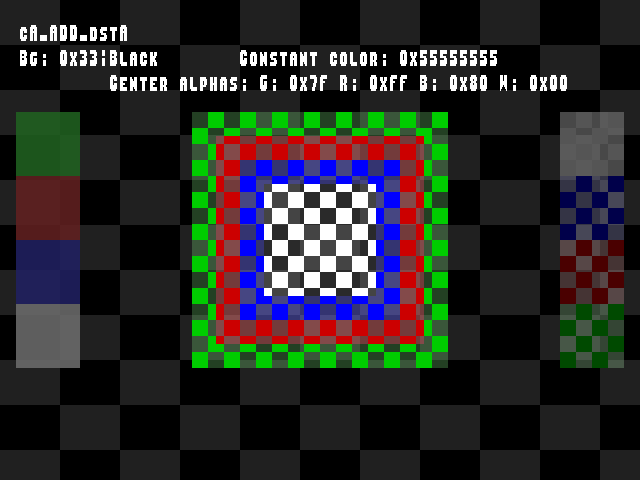 cA_ADD_dstA
Bg: 0x33;Black Constant color: 0x55555555
Center alphas: G: 0x7f R: 0xff B: 0x80 W: 0x00